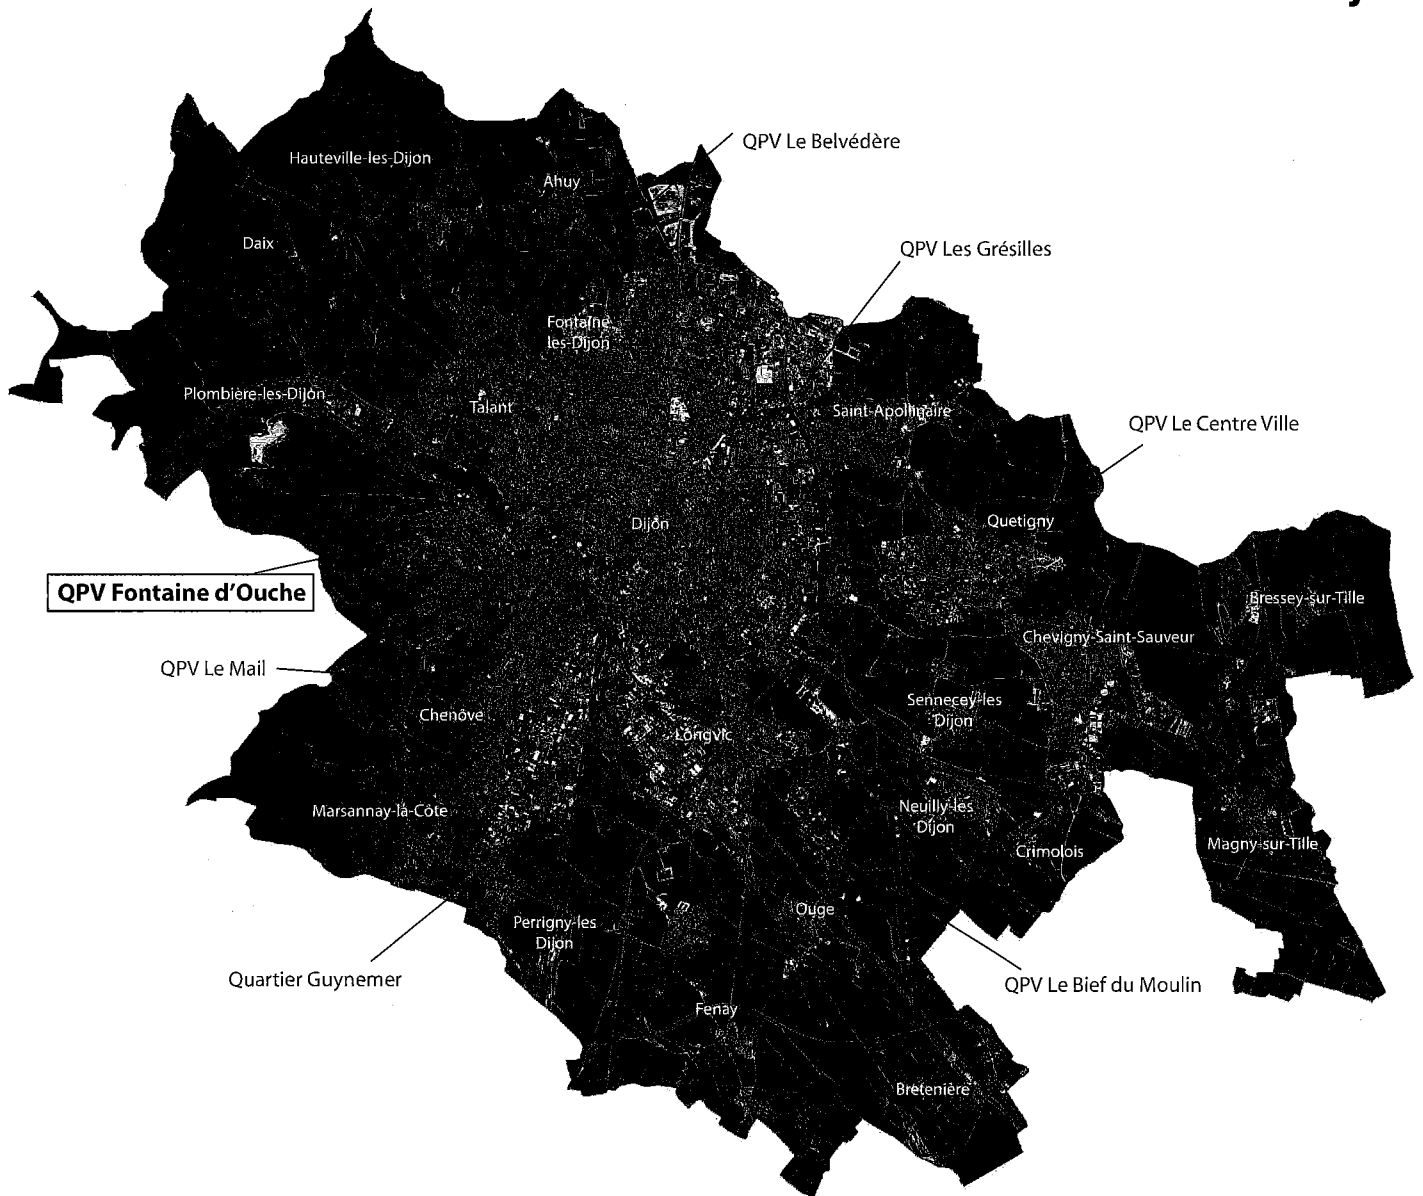 QPV Le Belvédère
Hauteville-les-Dijon
Ahuy
Daix
QPV Les Grésilles
Fontaine
les-Dijon
Plombière-les-Dijon
Talant
Saint-Apollinaire
QPV Le Centre Ville
Dijon
Quetigny
QPV Fontaine d'Ouche
Bressey-sur-Tille
Chevigny-Saint-Sauveur
QPV Le Mail
Chenôve
Sennecey-les
Dijon
Longvic
Marsannay-la-Côte
Neuilly-les
Dijon
Crimolois
Magny-sur-Tille
Ouge
Perrigny-les
Dijon
Quartier Guynemer
QPV Le Bief du Moulin
Fenay
Bretenière